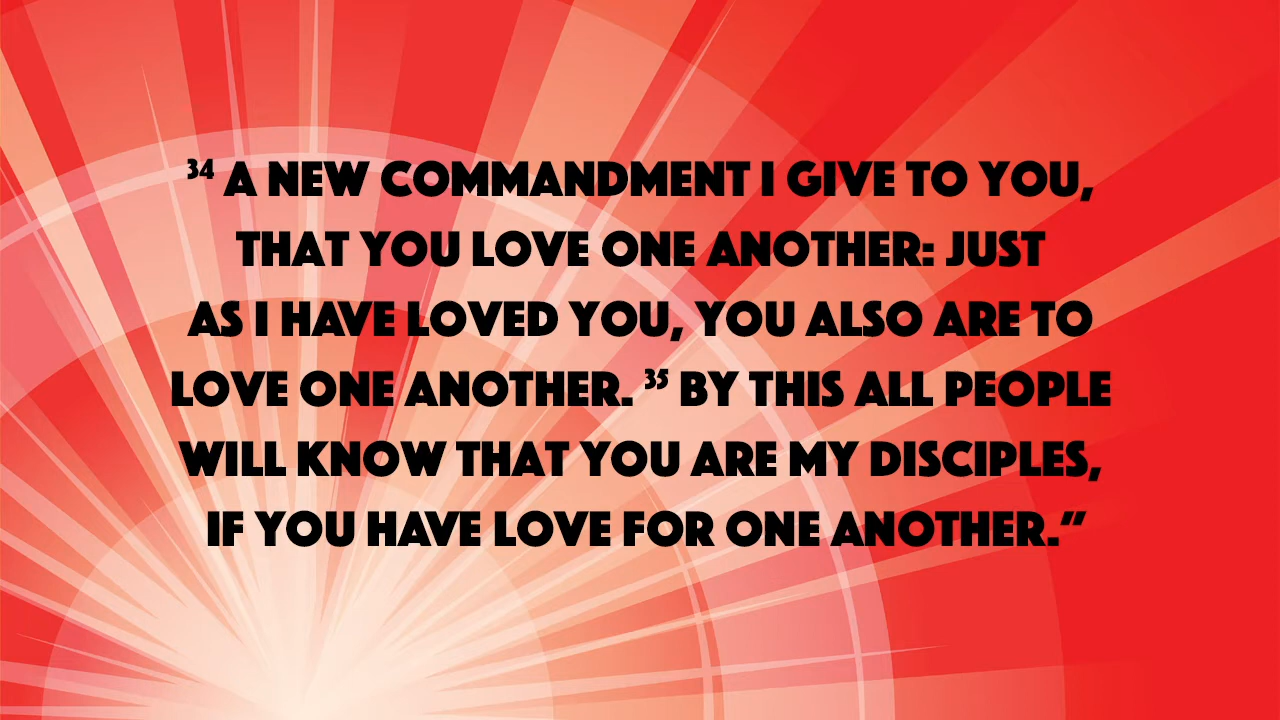 ³⁴ A NEW COMMANDMENT I GIVE TO YOU,
THAT YOU LOVE ONE ANOTHER: JUST
AS I HAVE LOVED YOU, YOU ALSO ARE TO
LOVE ONE ANOTHER. ³⁵ BY THIS ALL PEOPLE
WILL KNOW THAT YOU ARE MY DISCIPLES,
IF YOU HAVE LOVE FOR ONE ANOTHER.”